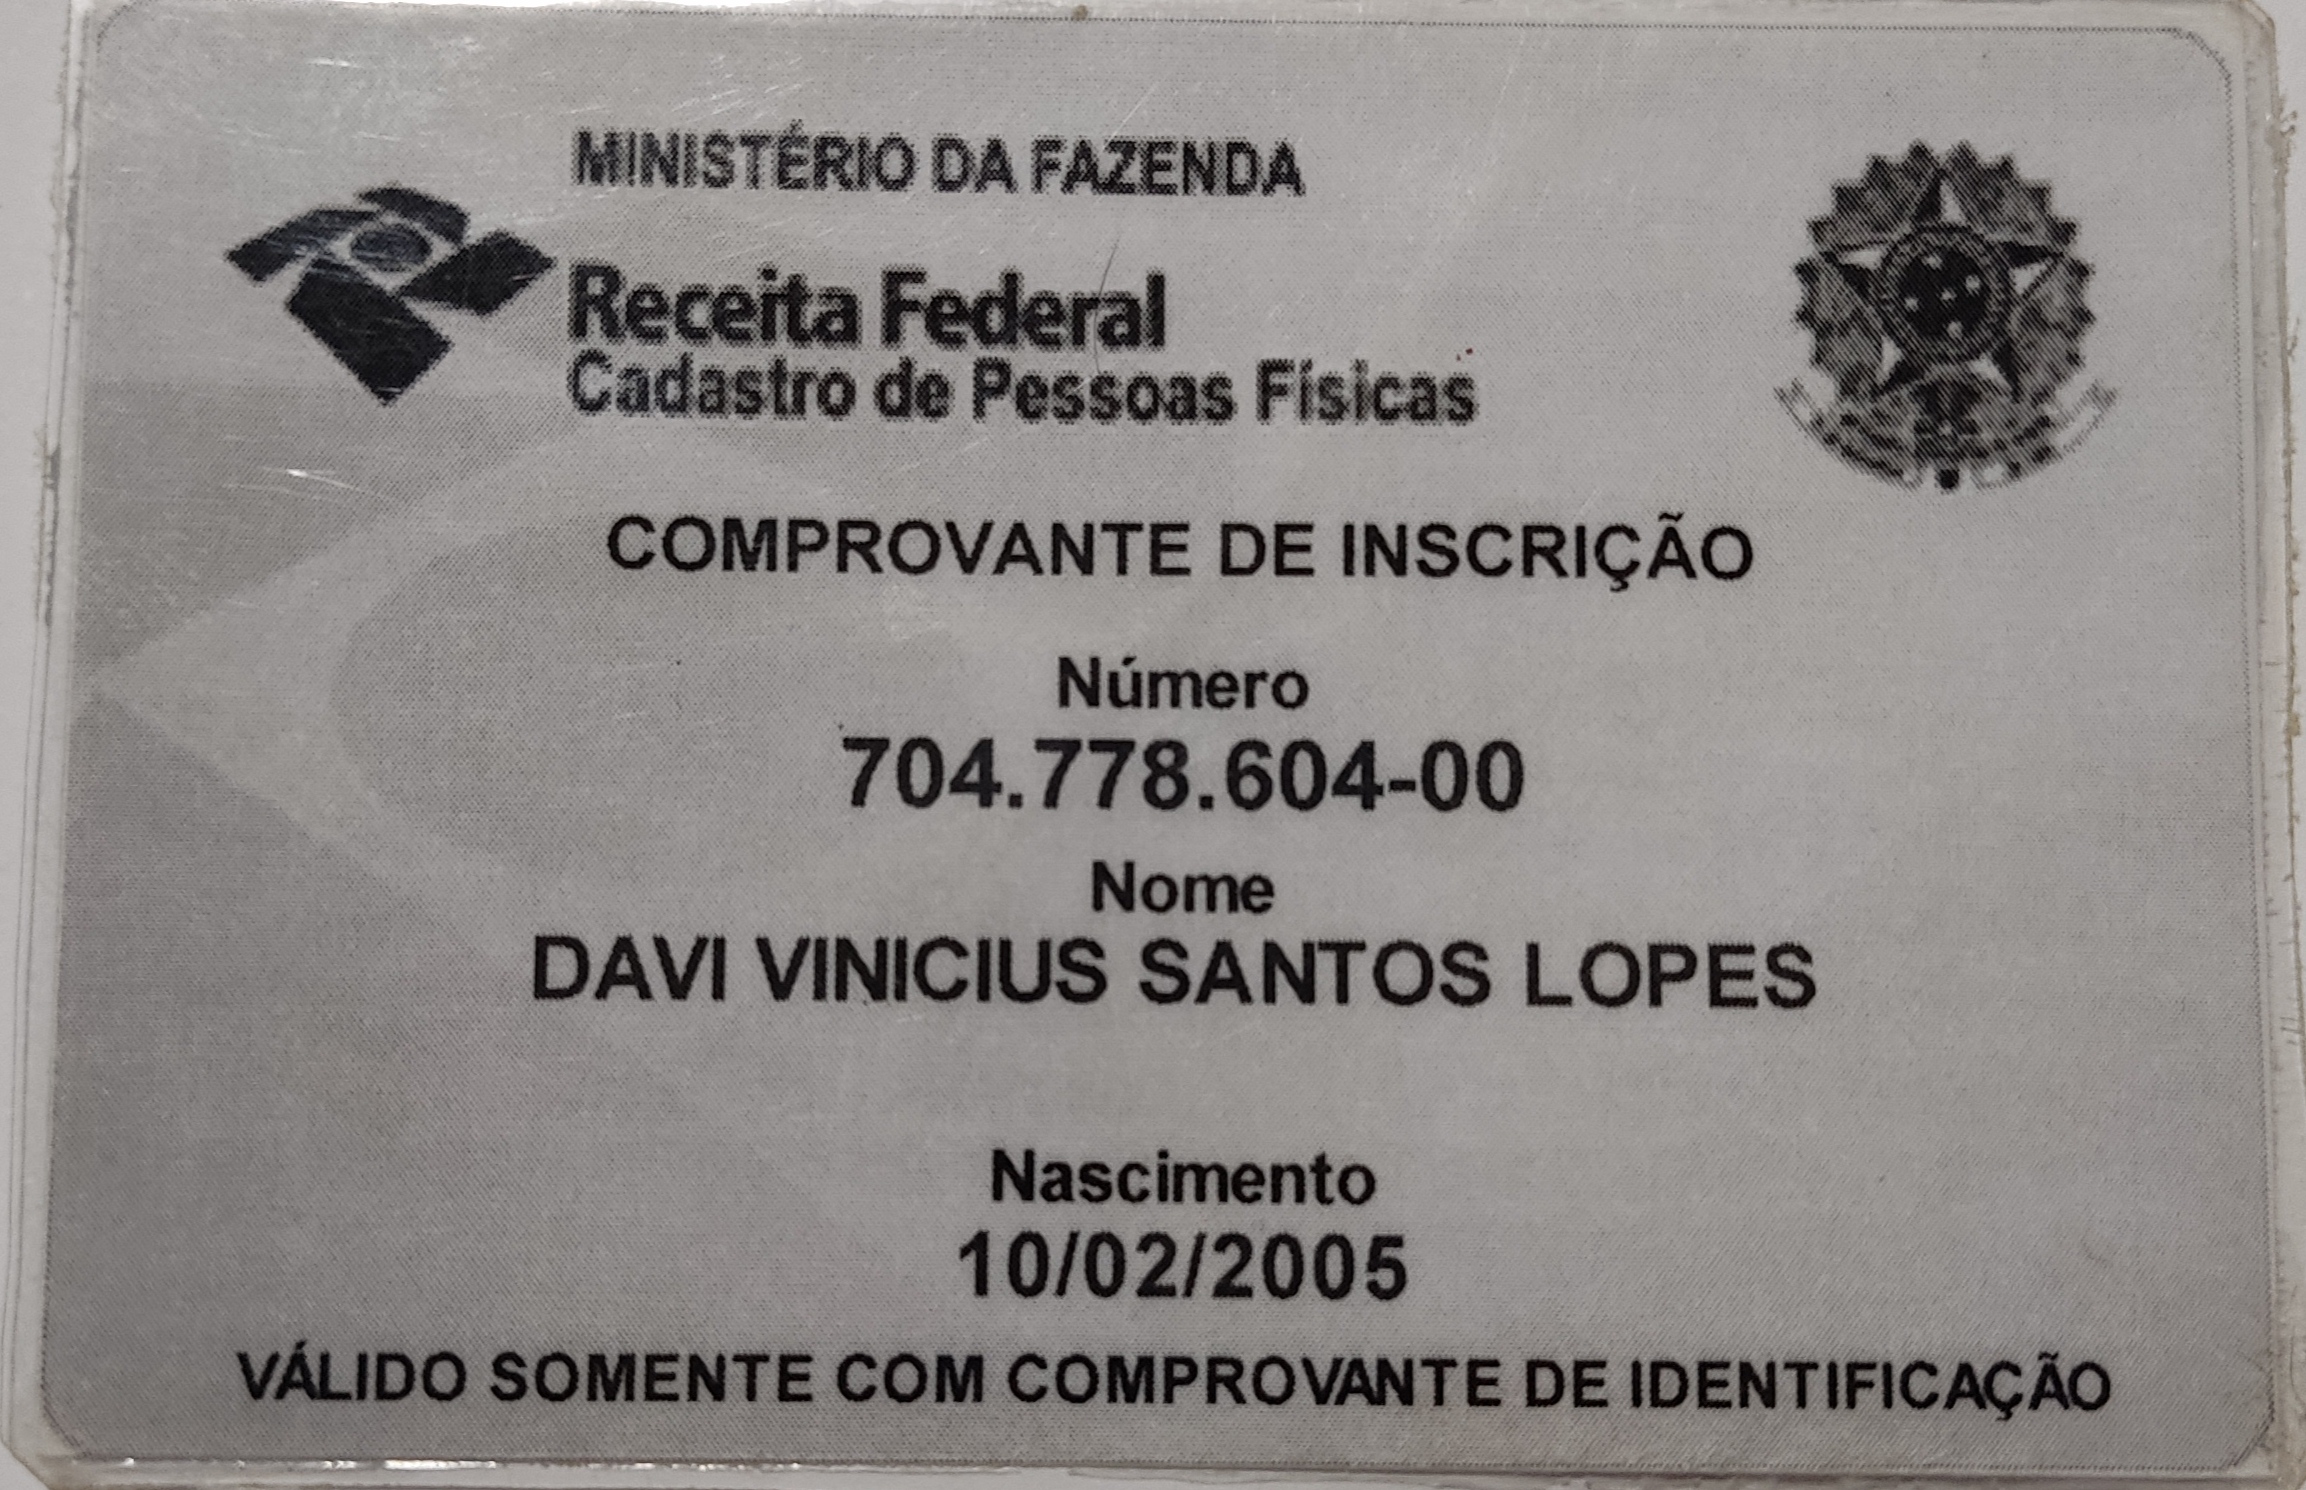 MINISTÉRIO DA FAZENDA
Receita Federal
Cadastro de Pessoas Físicas
COMPROVANTE DE INSCRIÇÃO
Número
704.778.604-00
Nome
DAVI VINICIUS SANTOS LOPES
Nascimento
10/02/2005
VÁLIDO SOMENTE COM COMPROVANTE DE IDENTIFICAÇÃO